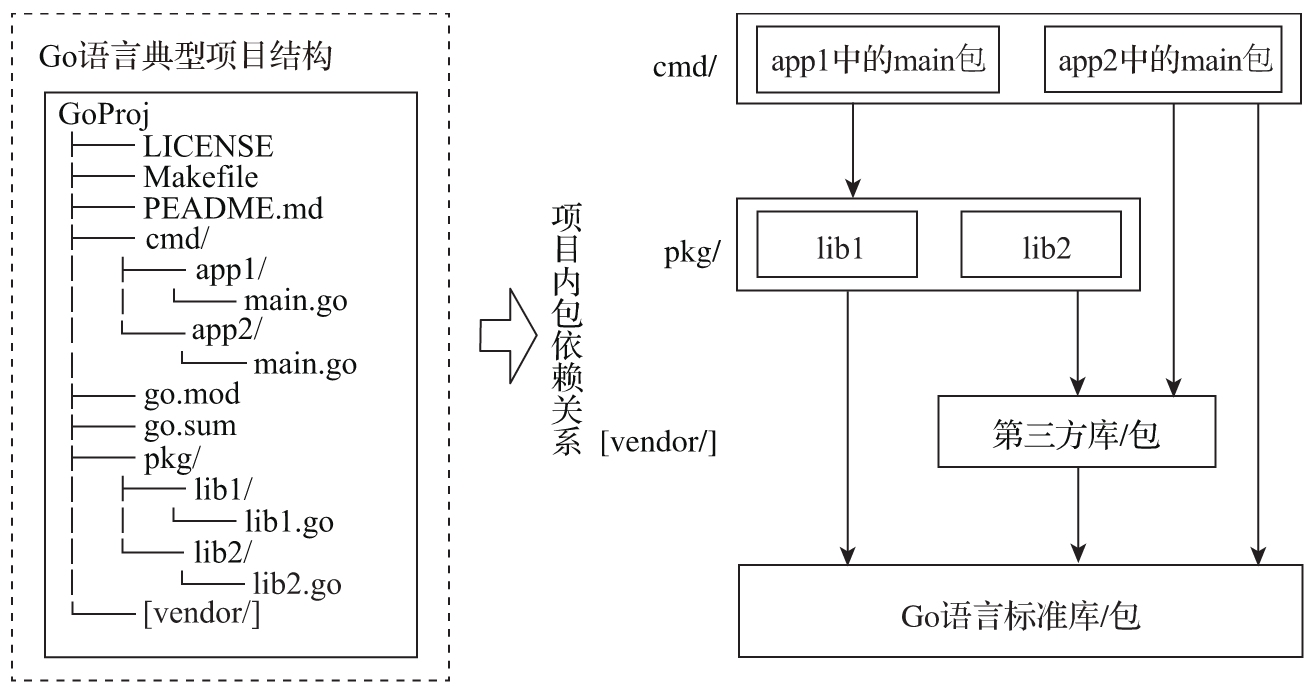 Go语言典型项目结构
GoProj
LICENSE
Makefile
PEADME.md
cmd/
app1/
main.go
app2/
main.go
go.mod
go.sum
pkg/
lib1/
lib1.go
lib2/
lib2.go
[vendor/]
项目内包依赖关系
cmd/
app1中的main包
app2中的main包
pkg/
lib1
lib2
[vendor/]
第三方库/包
Go语言标准库/包